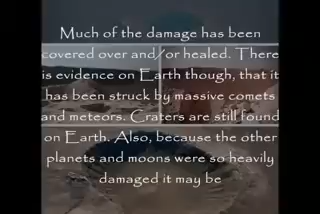 Much of the damage has been
covered over and/or healed. There
is evidence on Earth though, that it
has been struck by massive comets
and meteors. Craters are still found
on Earth. Also, because the other
planets and moons were so heavily
damaged it may be